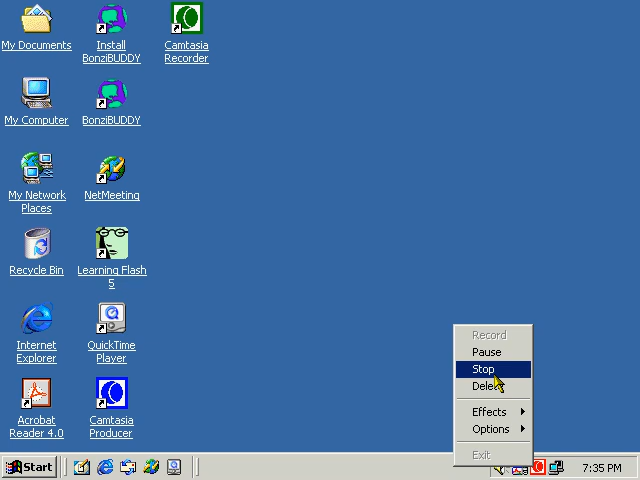 My Documents
Install
BonziBUDDY
Camtasia
Recorder
My Computer
BonziBUDDY
My Network
Places
NetMeeting
Recycle Bin
Learning Flash
5
Internet
Explorer
QuickTime
Player
Acrobat
Reader 4.0
Camtasia
Producer
Record
Pause
Stop
Effects
Options
Exit
Start
7:35 PM